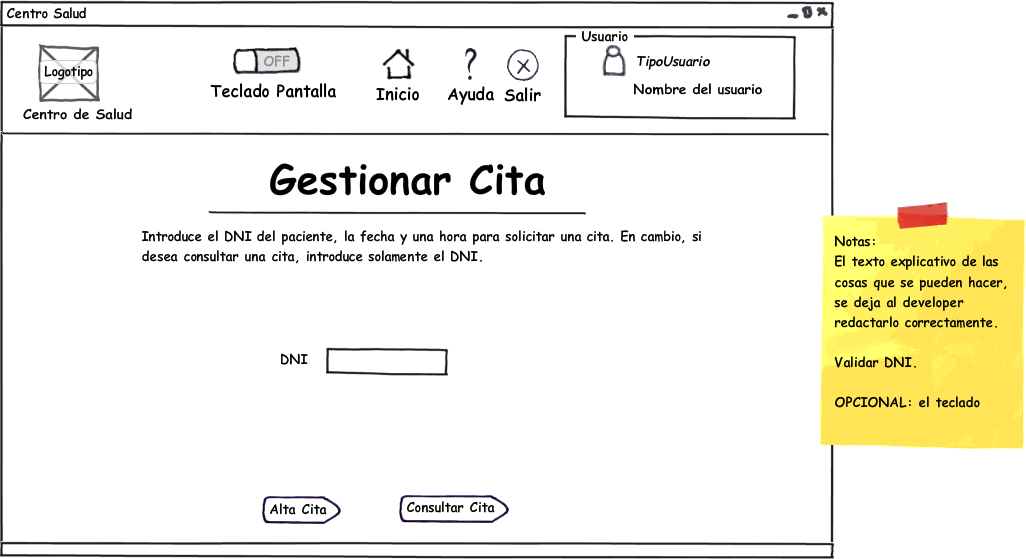 Centro Salud
Logotipo
Centro de Salud
OFF
Teclado Pantalla
Inicio
Ayuda
Salir
Usuario
TipoUsuario
Nombre del usuario
Gestionar Cita
Introduce el DNI del paciente, la fecha y una hora para solicitar una cita. En cambio, si
desea consultar una cita, introduce solamente el DNI.
DNI
Alta Cita
Consultar Cita
Notas:
El texto explicativo de las
cosas que se pueden hacer,
se deja al developer
redactarlo correctamente.
Validar DNI.
OPCIONAL: el teclado